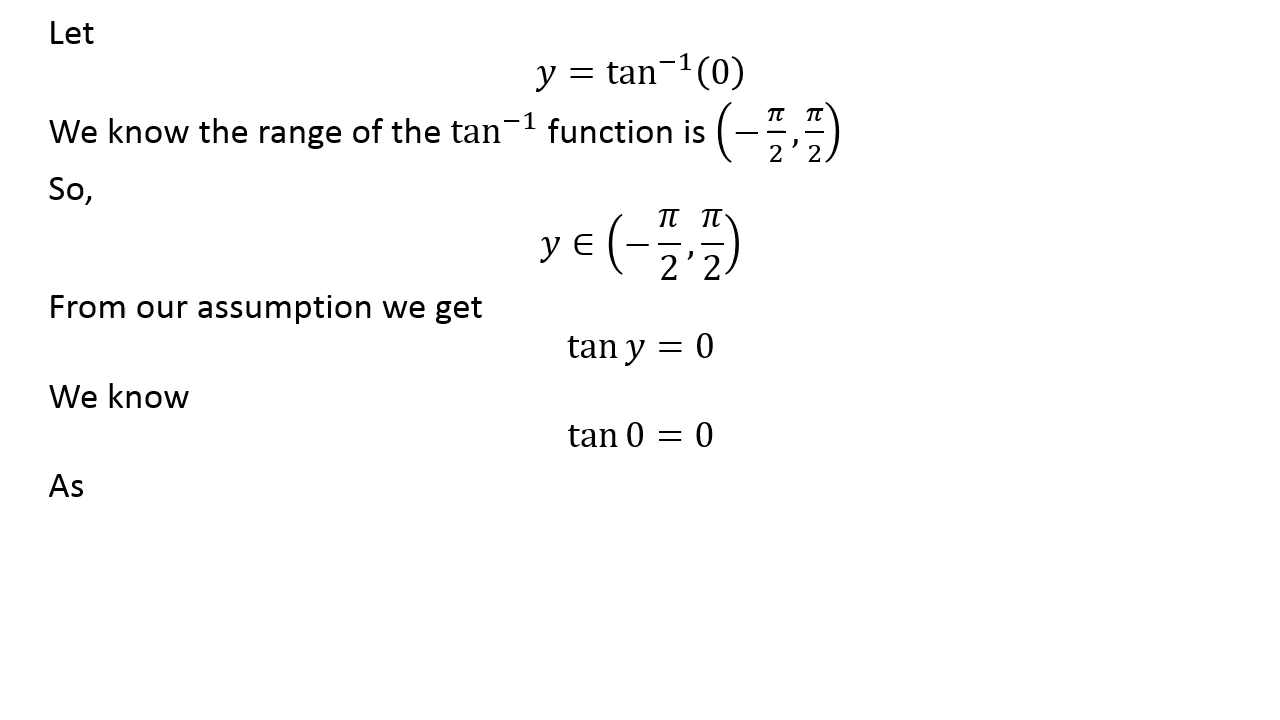 Let
y = tan⁻¹(0)
We know the range of the tan⁻¹ function is (−π/2, π/2)
So,
y ∈ (−π/2, π/2)
From our assumption we get
tan y = 0
We know
tan 0 = 0
As